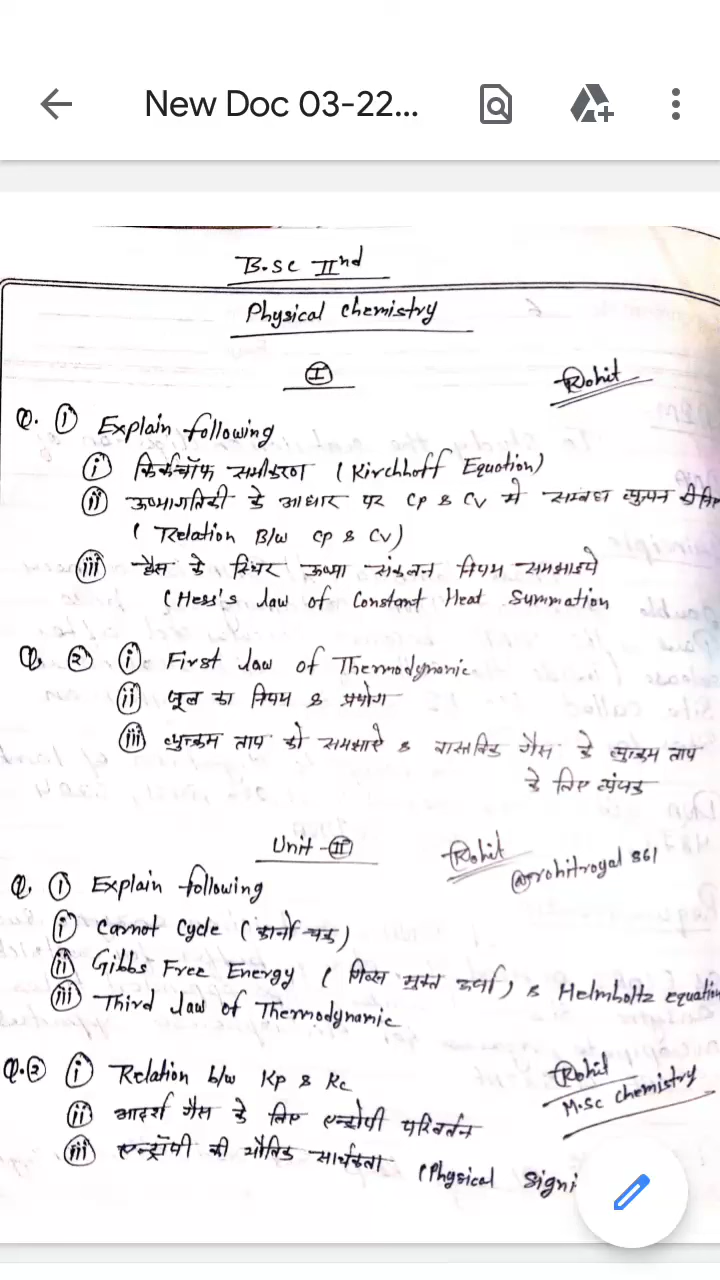 New Doc 03-22...
B.sc IInd
Physical chemistry
I
Rohit
Q. 1 Explain following
i किर्कचॉफ समीकरण (Kirchhoff Equation)
ii ऊष्मागतिकी के आधार पर Cp & Cv में सम्बन्ध
( Relation B/w Cp & Cv)
iii हैस के स्थिर ऊष्मा संकलन नियम समझाइये
(Hess's law of Constant Heat Summation
Q. 2 i First law of Thermodynamic
ii जूल का नियम & प्रयोग
iii व्युत्क्रम ताप को समझाये & वास्तविक गैस के व्युत्क्रम ताप
के लिए व्यंजक
Unit - II
Rohit
@rohitroyal 861
Q. 1 Explain following
i Carnot Cycle (कार्नो चक्र)
ii Gibbs Free Energy ( गिब्स मुक्त ऊर्जा) & Helmholtz equation
iii Third law of Thermodynamic
Q. 2 i Relation b/w Kp & Kc
Rohit
M.Sc chemistry
ii आदर्श गैस के लिए एन्ट्रोपी परिवर्तन
iii एन्ट्रॉपी की भौतिक सार्थकता (Physical Signi